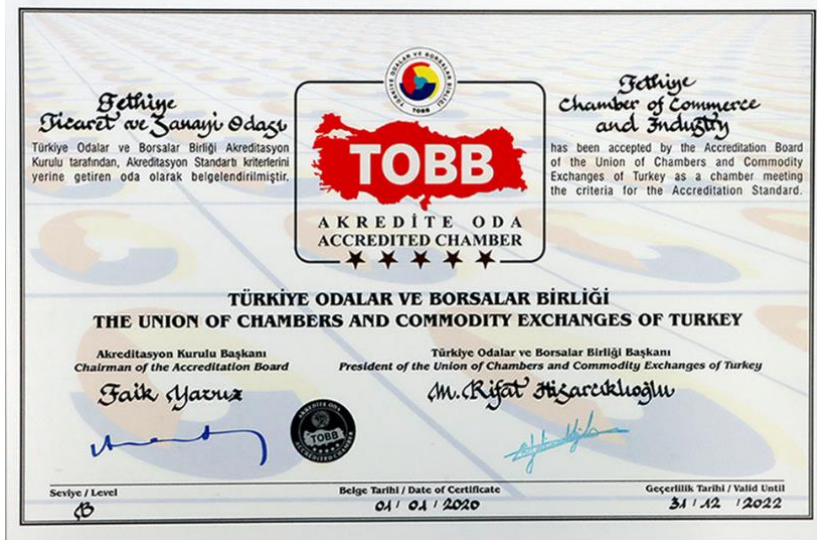 TÜRKİYE ODALAR VE BORSALAR BİRLİĞİ
TOBB
Fethiye
Ticaret ve Sanayi Odası
Türkiye Odalar ve Borsalar Birliği Akreditasyon
Kurulu tarafından, Akreditasyon Standartı kriterlerini
yerine getiren oda olarak belgelendirilmiştir.
TOBB
AKREDİTE ODA
ACCREDITED CHAMBER
Fethiye
Chamber of Commerce
and Industry
has been accepted by the Accreditation Board
of the Union of Chambers and Commodity
Exchanges of Turkey as a chamber meeting
the criteria for the Accreditation Standard.
TÜRKİYE ODALAR VE BORSALAR BİRLİĞİ
THE UNION OF CHAMBERS AND COMMODITY EXCHANGES OF TURKEY
Akreditasyon Kurulu Başkanı
Chairman of the Accreditation Board
Faik Yavuz
Türkiye Odalar ve Borsalar Birliği Başkanı
President of the Union of Chambers and Commodity Exchanges of Turkey
M. Rifat Hisarcıklıoğlu
AKREDİTE ODA
TOBB
ACCREDITED CHAMBER
Seviye / Level
B
Belge Tarihi / Date of Certificate
01 / 01 / 2020
Geçerlilik Tarihi / Valid Until
31 / 12 / 2022